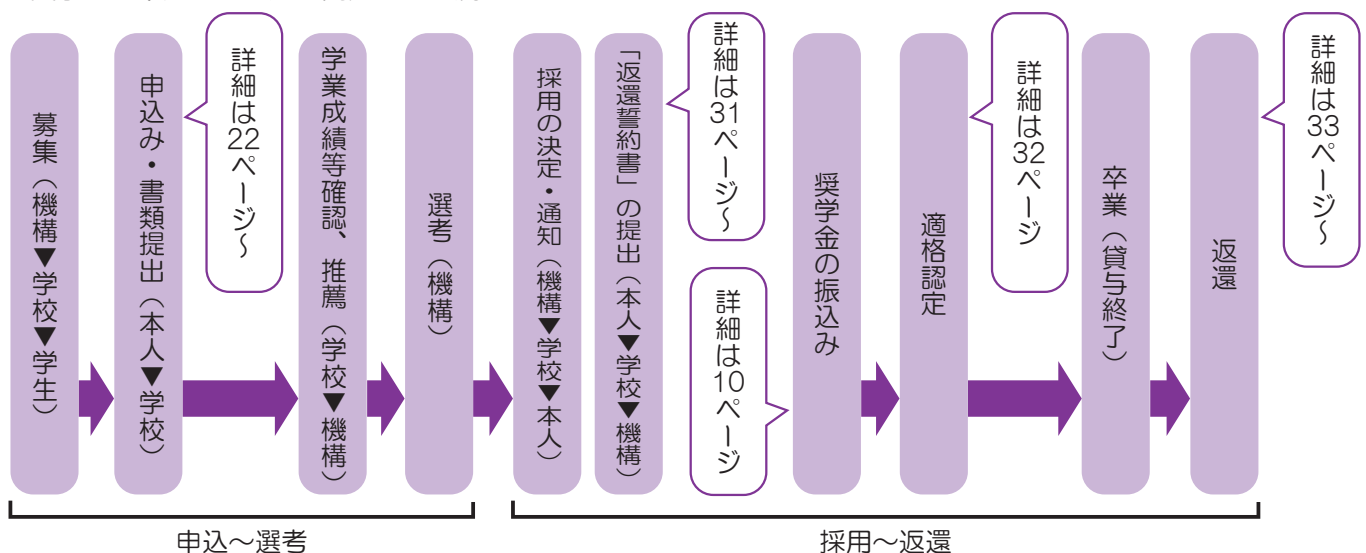 募集（機構▼学校▼学生）
申込み・書類提出（本人▼学校）
詳細は22ページ～
学業成績等確認、推薦（学校▼機構）
選考（機構）
採用の決定・通知（機構▼学校▼本人）
「返還誓約書」の提出（本人▼学校▼機構）
詳細は31ページ～
詳細は10ページ
奨学金の振込み
適格認定
詳細は32ページ
卒業（貸与終了）
返還
詳細は33ページ～
申込～選考
採用～返還